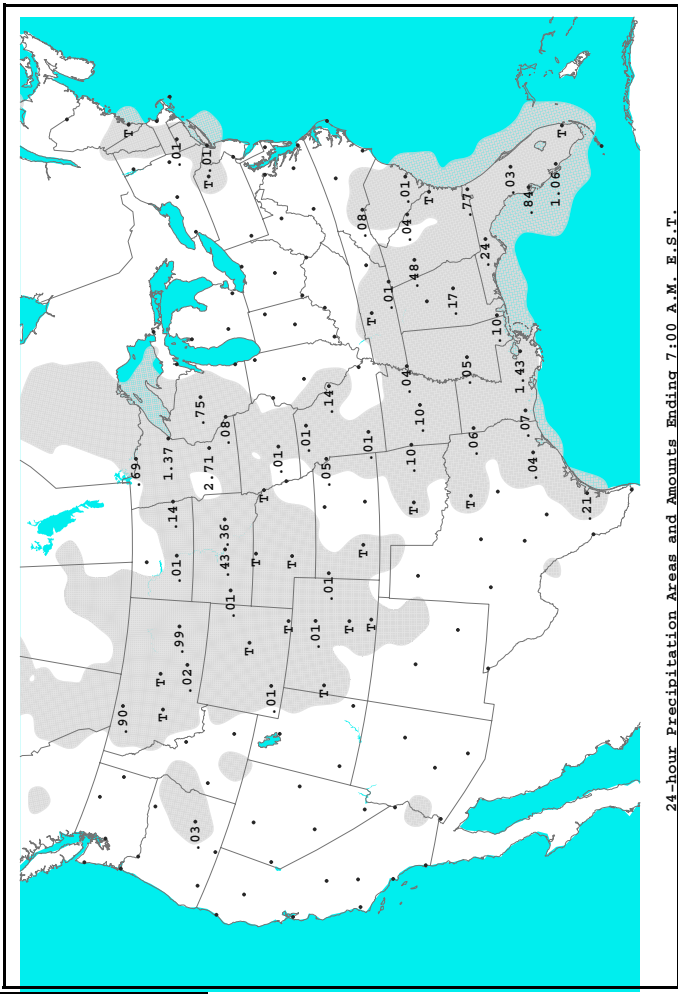 .90
T
.69
T
T
1.37
.14
.01
.01
.99
.02
.03
.75
.01
T
2.71
.08
.43 .36
.01
T
T
T
.01
.01
T
T
.01
.01
T
.05
.14
.01
T
.08
T
.01
T
T
.01
.04
.04
.01
.10
T
.48
.10
T
.17
.05
.77
T
.06
.24
.10
.03
1.43
.07
.84
.04
1.06
T
.21
24-hour Precipitation Areas and Amounts Ending 7:00 A.M. E.S.T.